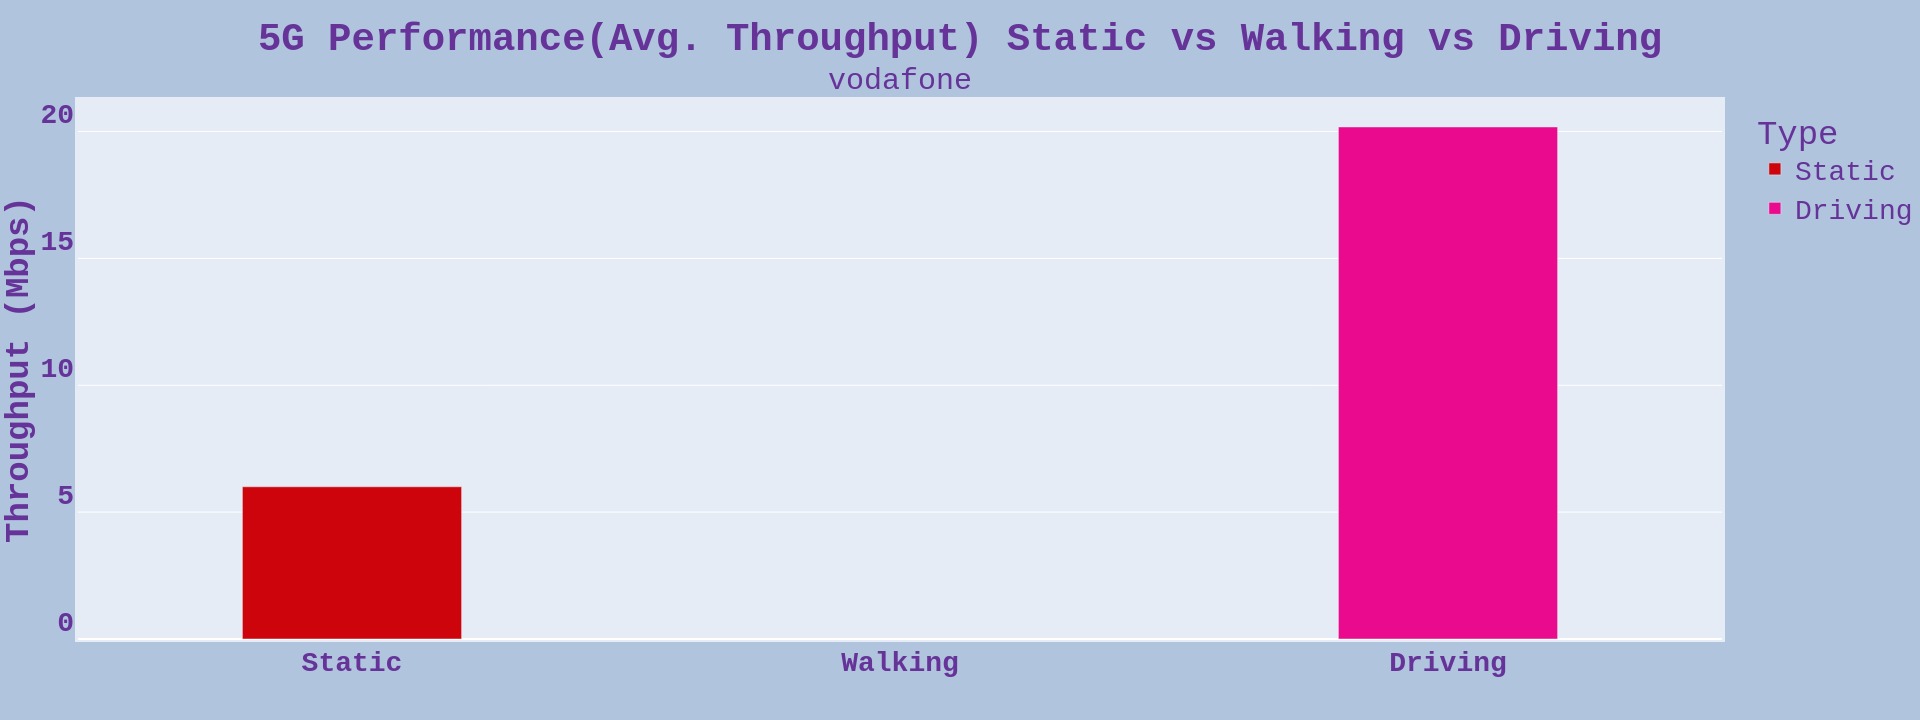 5G Performance(Avg. Throughput) Static vs Walking vs Driving
vodafone
Throughput (Mbps)
20
15
10
5
0
Static
Walking
Driving
Type
Static
Driving